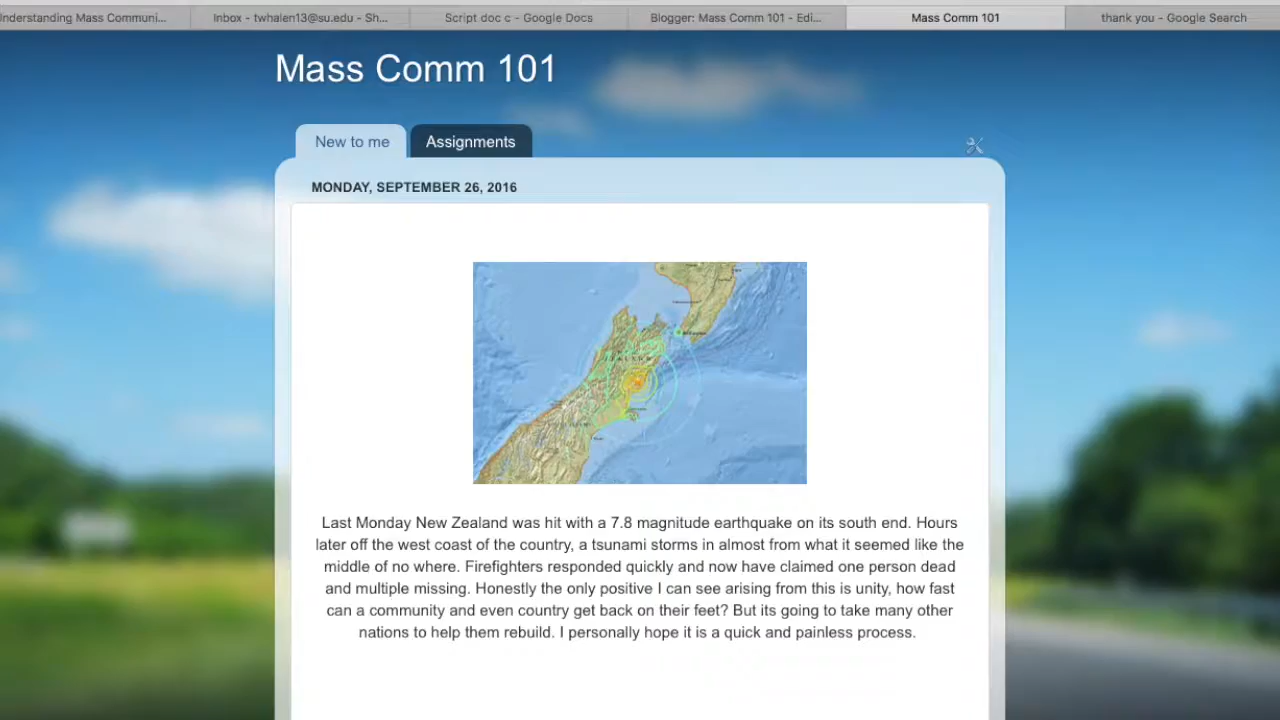 nderstanding Mass Communi...
Inbox - twhalen13@su.edu - Sh...
Script doc c - Google Docs
Blogger: Mass Comm 101 - Edi...
Mass Comm 101
thank you - Google Search
Mass Comm 101
New to me
Assignments
MONDAY, SEPTEMBER 26, 2016
Last Monday New Zealand was hit with a 7.8 magnitude earthquake on its south end. Hours
later off the west coast of the country, a tsunami storms in almost from what it seemed like the
middle of no where. Firefighters responded quickly and now have claimed one person dead
and multiple missing. Honestly the only positive I can see arising from this is unity, how fast
can a community and even country get back on their feet? But its going to take many other
nations to help them rebuild. I personally hope it is a quick and painless process.